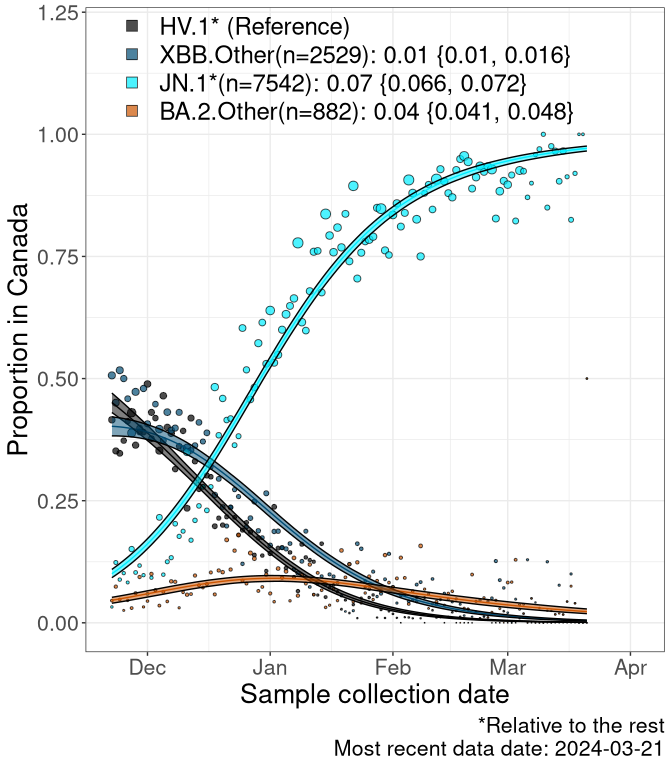 HV.1* (Reference)
XBB.Other(n=2529): 0.01 {0.01, 0.016}
JN.1*(n=7542): 0.07 {0.066, 0.072}
BA.2.Other(n=882): 0.04 {0.041, 0.048}
1.25
1.00
0.75
0.50
0.25
0.00
Proportion in Canada
Dec Jan Feb Mar Apr
Sample collection date
*Relative to the rest
Most recent data date: 2024-03-21